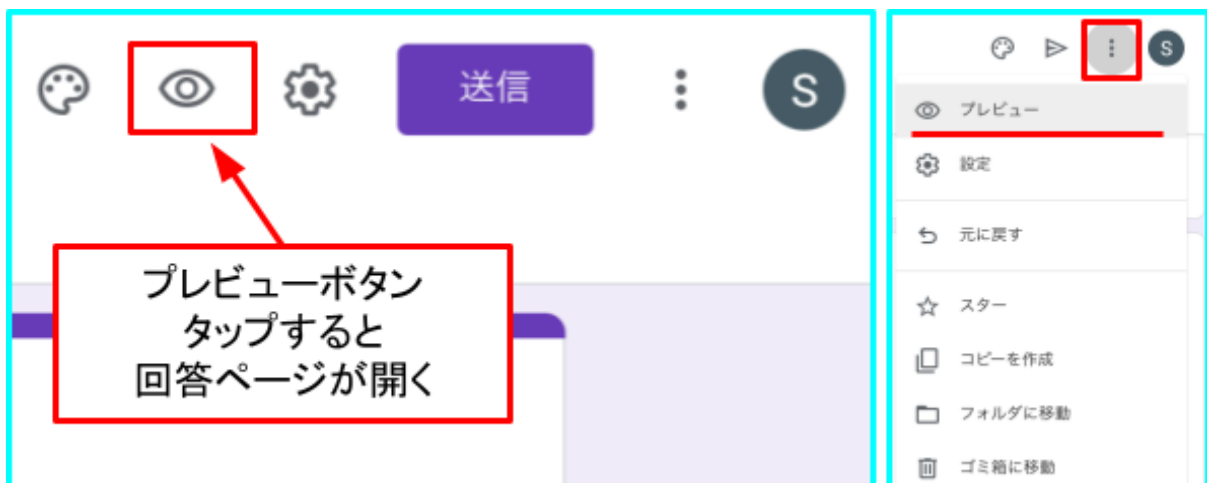 送信
S
プレビューボタン
タップすると
回答ページが開く
S
プレビュー
設定
元に戻す
スター
コピーを作成
フォルダに移動
ゴミ箱に移動